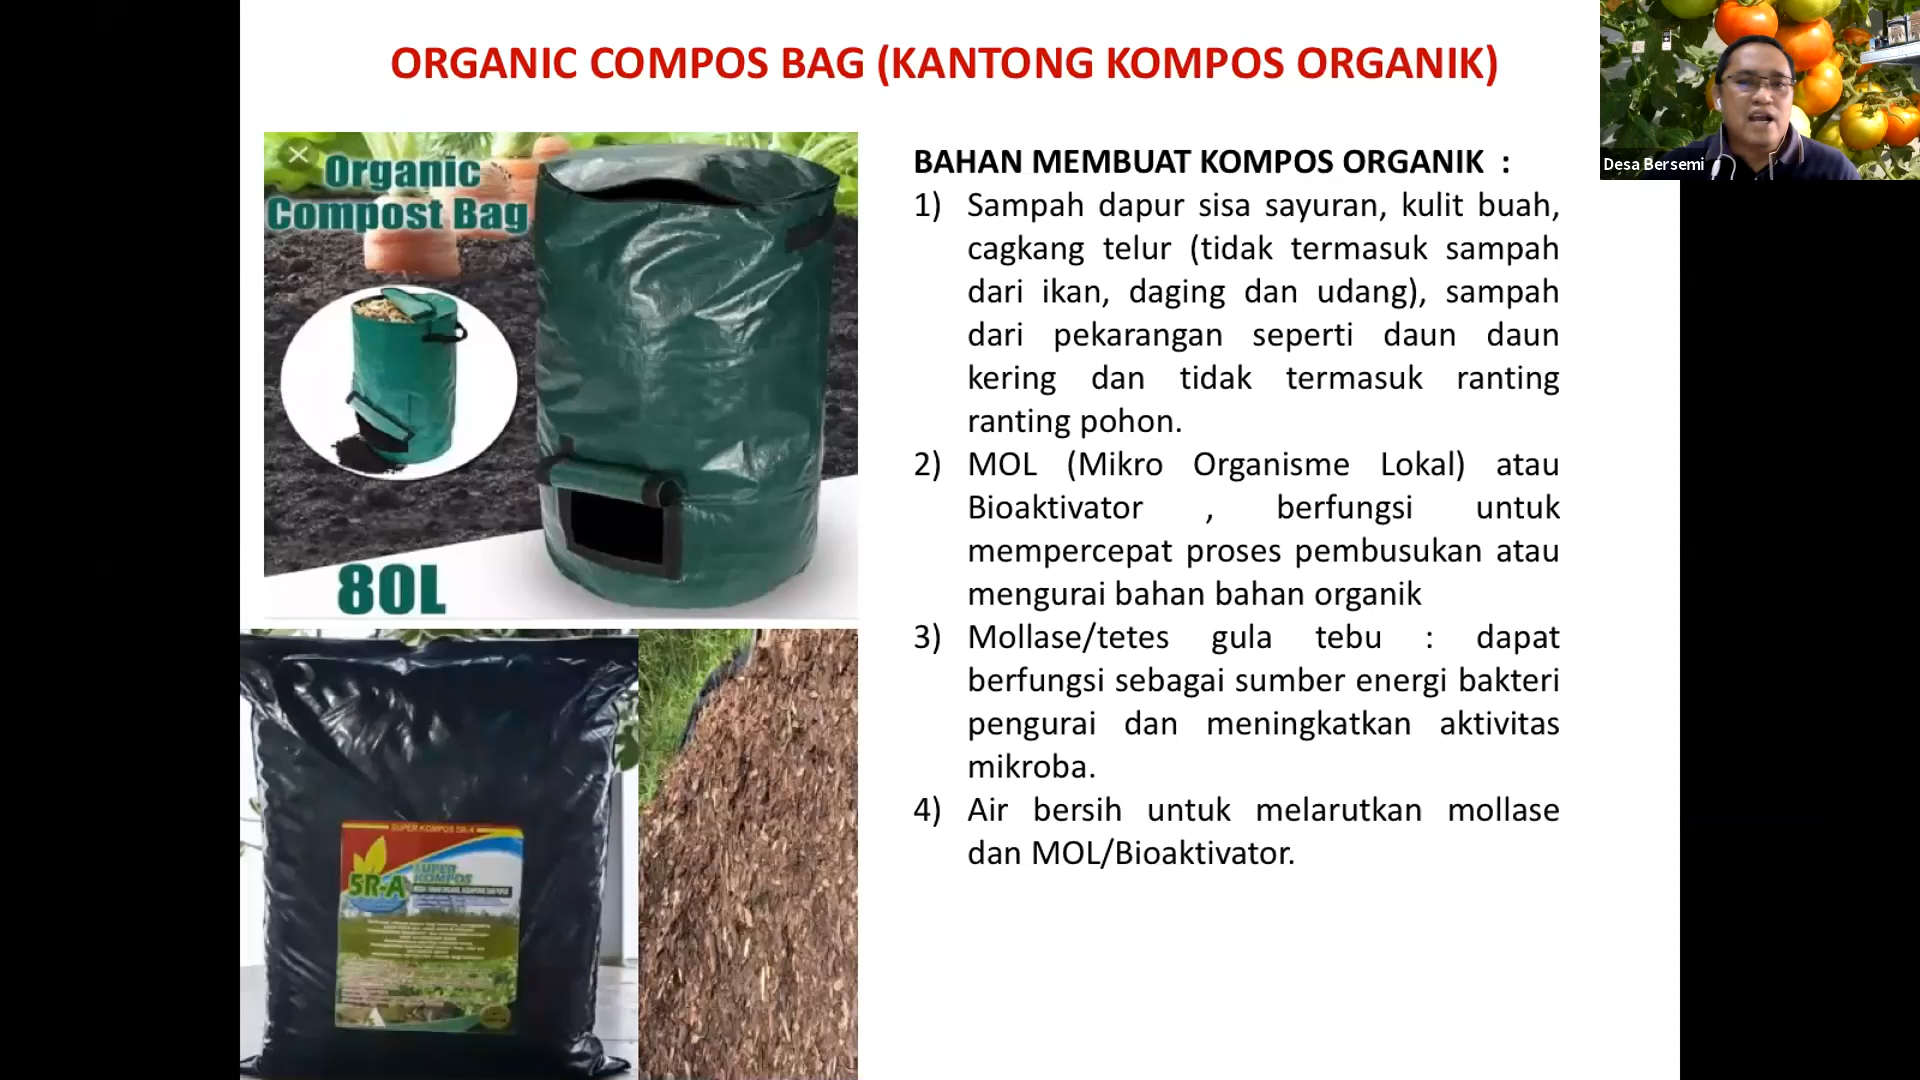 ORGANIC COMPOS BAG (KANTONG KOMPOS ORGANIK)
Organic
Compost Bag
80L
SUPER KOMPOS 5R-A
5R-A
SUPER
KOMPOS
BAHAN MEMBUAT KOMPOS ORGANIK :
1) Sampah dapur sisa sayuran, kulit buah,
cagkang telur (tidak termasuk sampah
dari ikan, daging dan udang), sampah
dari pekarangan seperti daun daun
kering dan tidak termasuk ranting
ranting pohon.
2) MOL (Mikro Organisme Lokal) atau
Bioaktivator , berfungsi untuk
mempercepat proses pembusukan atau
mengurai bahan bahan organik
3) Mollase/tetes gula tebu : dapat
berfungsi sebagai sumber energi bakteri
pengurai dan meningkatkan aktivitas
mikroba.
4) Air bersih untuk melarutkan mollase
dan MOL/Bioaktivator.
Desa Bersemi